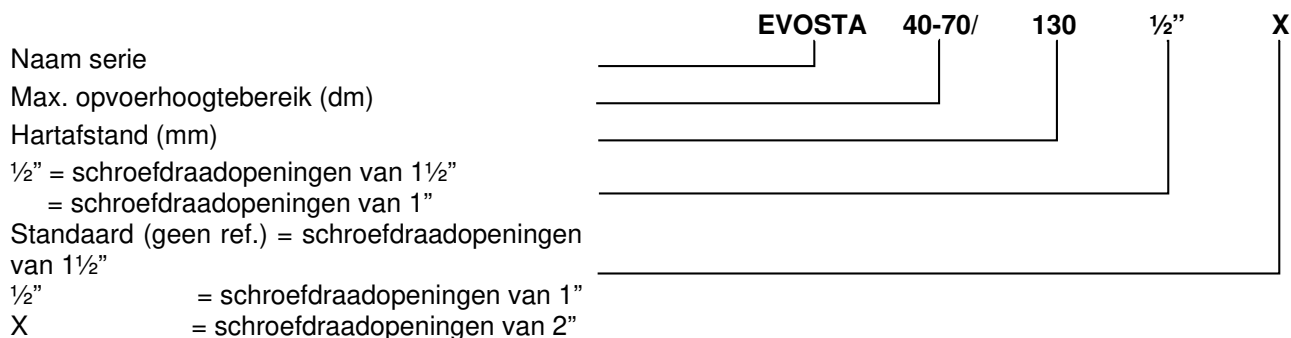 EVOSTA 40-70/ 130 ½” X
Naam serie
Max. opvoerhoogtebereik (dm)
Hartafstand (mm)
½” = schroefdraadopeningen van 1½”
= schroefdraadopeningen van 1”
Standaard (geen ref.) = schroefdraadopeningen
van 1½”
½” = schroefdraadopeningen van 1”
X = schroefdraadopeningen van 2”